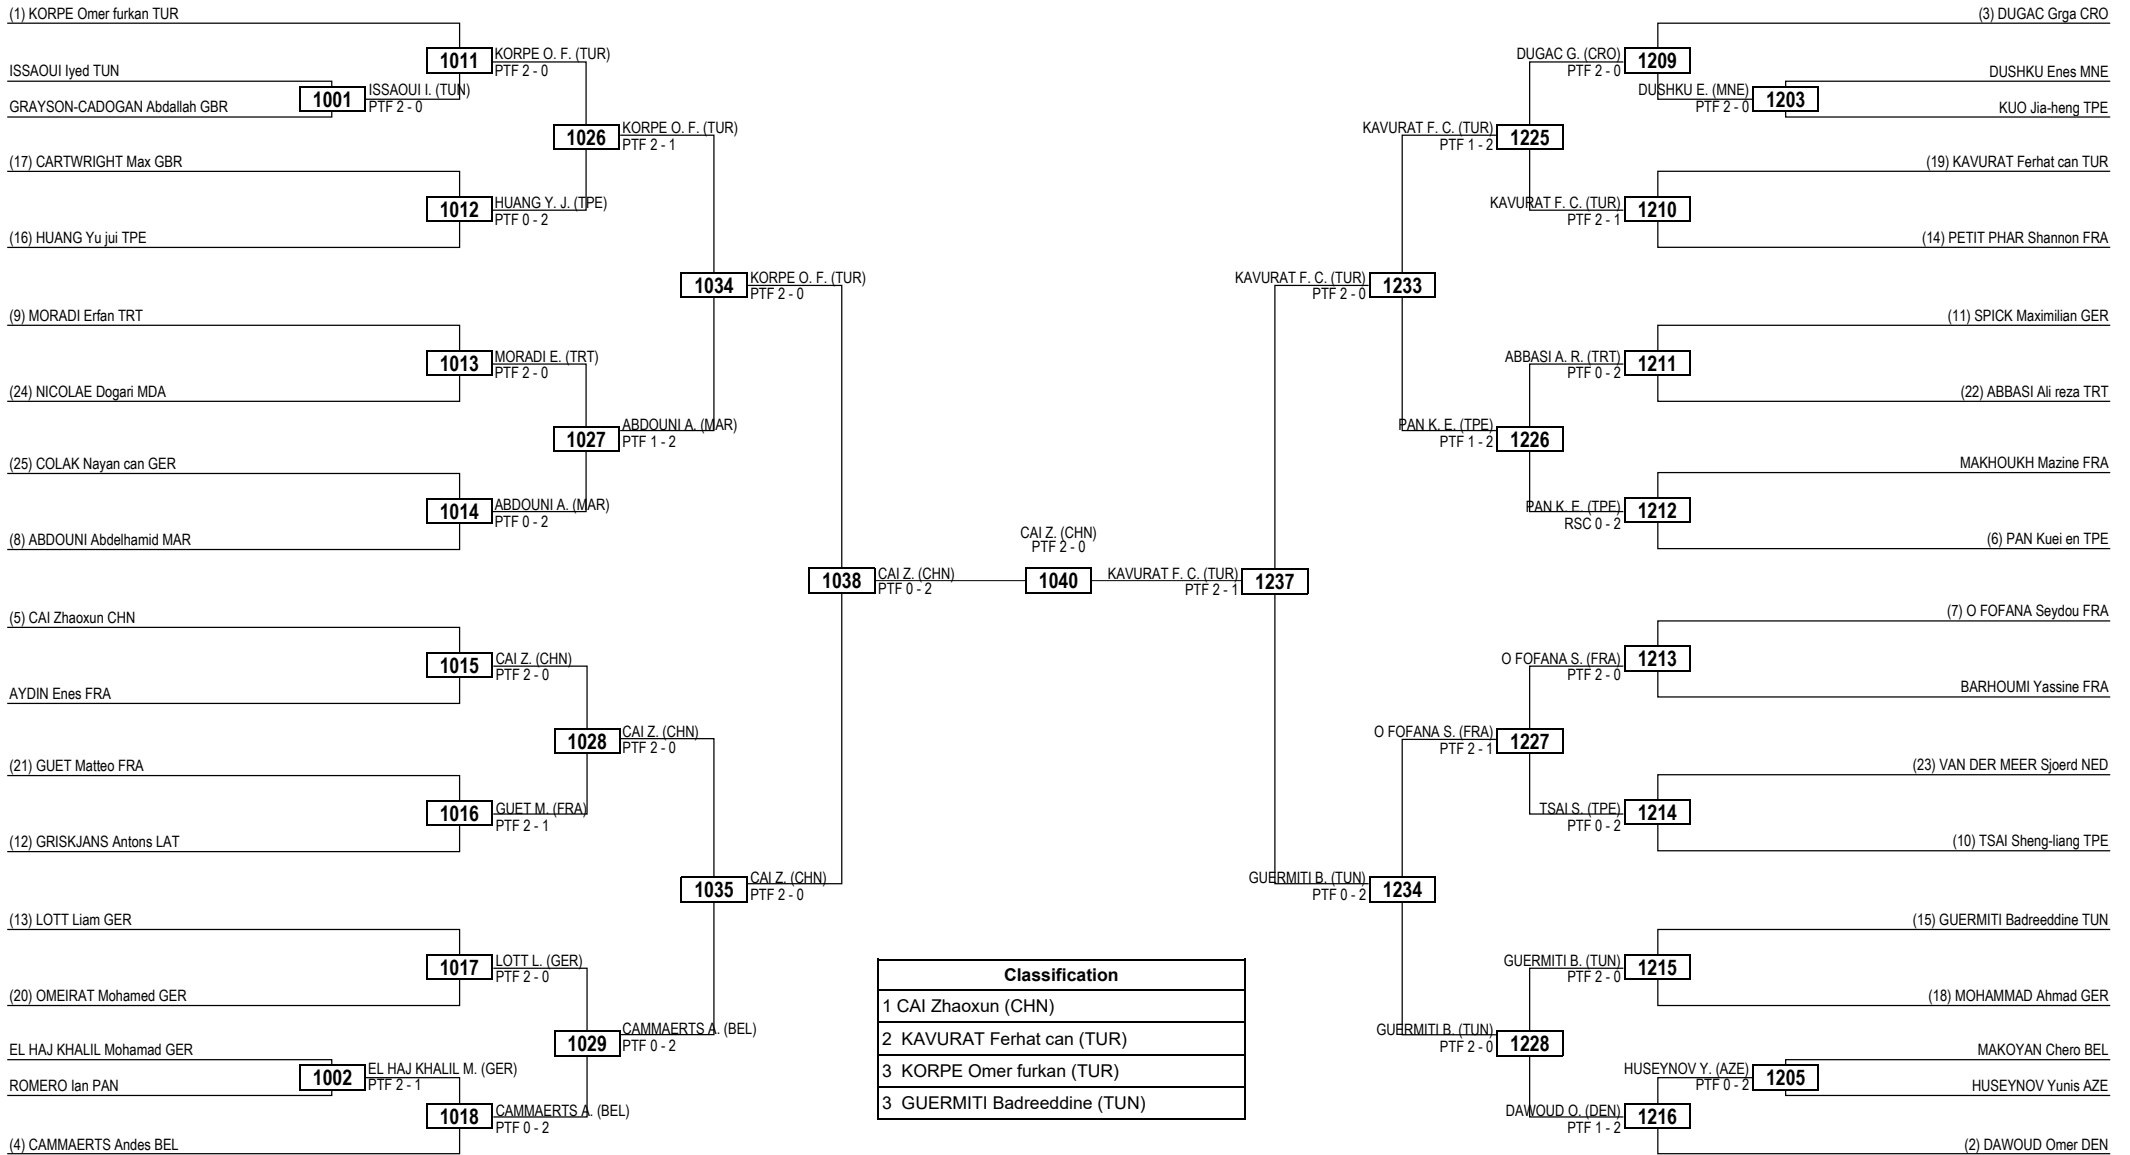 (1) KORPE Omer furkan TUR
ISSAOUI Iyed TUN
GRAYSON-CADOGAN Abdallah GBR
(17) CARTWRIGHT Max GBR
(16) HUANG Yu jui TPE
(9) MORADI Erfan TRT
(24) NICOLAE Dogari MDA
(25) COLAK Nayan can GER
(8) ABDOUNI Abdelhamid MAR
(5) CAI Zhaoxun CHN
AYDIN Enes FRA
(21) GUET Matteo FRA
(12) GRISKJANS Antons LAT
(13) LOTT Liam GER
(20) OMEIRAT Mohamed GER
EL HAJ KHALIL Mohamad GER
ROMERO Ian PAN
(4) CAMMAERTS Andes BEL
1001
ISSAOUI I. (TUN)
PTF 2 - 0
1002
EL HAJ KHALIL M. (GER)
PTF 2 - 1
1011
KORPE O. F. (TUR)
PTF 2 - 0
1012
HUANG Y. J. (TPE)
PTF 0 - 2
1013
MORADI E. (TRT)
PTF 2 - 0
1014
ABDOUNI A. (MAR)
PTF 0 - 2
1015
CAI Z. (CHN)
PTF 2 - 0
1016
GUET M. (FRA)
PTF 2 - 1
1017
LOTT L. (GER)
PTF 2 - 0
1018
CAMMAERTS A. (BEL)
PTF 0 - 2
1026
KORPE O. F. (TUR)
PTF 2 - 1
1027
ABDOUNI A. (MAR)
PTF 1 - 2
1028
CAI Z. (CHN)
PTF 2 - 0
1029
CAMMAERTS A. (BEL)
PTF 0 - 2
1034
KORPE O. F. (TUR)
PTF 2 - 0
1035
CAI Z. (CHN)
PTF 2 - 0
1038
CAI Z. (CHN)
PTF 0 - 2
CAI Z. (CHN)
PTF 2 - 0
1040
KAVURAT F. C. (TUR)
PTF 2 - 1
1237
KAVURAT F. C. (TUR)
PTF 2 - 0
1233
GUERMITI B. (TUN)
PTF 0 - 2
1234
KAVURAT F. C. (TUR)
PTF 1 - 2
1225
PAN K. E. (TPE)
PTF 1 - 2
1226
O FOFANA S. (FRA)
PTF 2 - 1
1227
GUERMITI B. (TUN)
PTF 2 - 0
1228
DUGAC G. (CRO)
PTF 2 - 0
1209
KAVURAT F. C. (TUR)
PTF 2 - 1
1210
ABBASI A. R. (TRT)
PTF 0 - 2
1211
PAN K. E. (TPE)
RSC 0 - 2
1212
O FOFANA S. (FRA)
PTF 2 - 0
1213
TSAI S. (TPE)
PTF 0 - 2
1214
GUERMITI B. (TUN)
PTF 2 - 0
1215
DAWOUD O. (DEN)
PTF 1 - 2
1216
DUSHKU E. (MNE)
PTF 2 - 0
1203
HUSEYNOV Y. (AZE)
PTF 0 - 2
1205
(3) DUGAC Grga CRO
DUSHKU Enes MNE
KUO Jia-heng TPE
(19) KAVURAT Ferhat can TUR
(14) PETIT PHAR Shannon FRA
(11) SPICK Maximilian GER
(22) ABBASI Ali reza TRT
MAKHOUKH Mazine FRA
(6) PAN Kuei en TPE
(7) O FOFANA Seydou FRA
BARHOUMI Yassine FRA
(23) VAN DER MEER Sjoerd NED
(10) TSAI Sheng-liang TPE
(15) GUERMITI Badreeddine TUN
(18) MOHAMMAD Ahmad GER
MAKOYAN Chero BEL
HUSEYNOV Yunis AZE
(2) DAWOUD Omer DEN
Classification
1 CAI Zhaoxun (CHN)
2 KAVURAT Ferhat can (TUR)
3 KORPE Omer furkan (TUR)
3 GUERMITI Badreeddine (TUN)